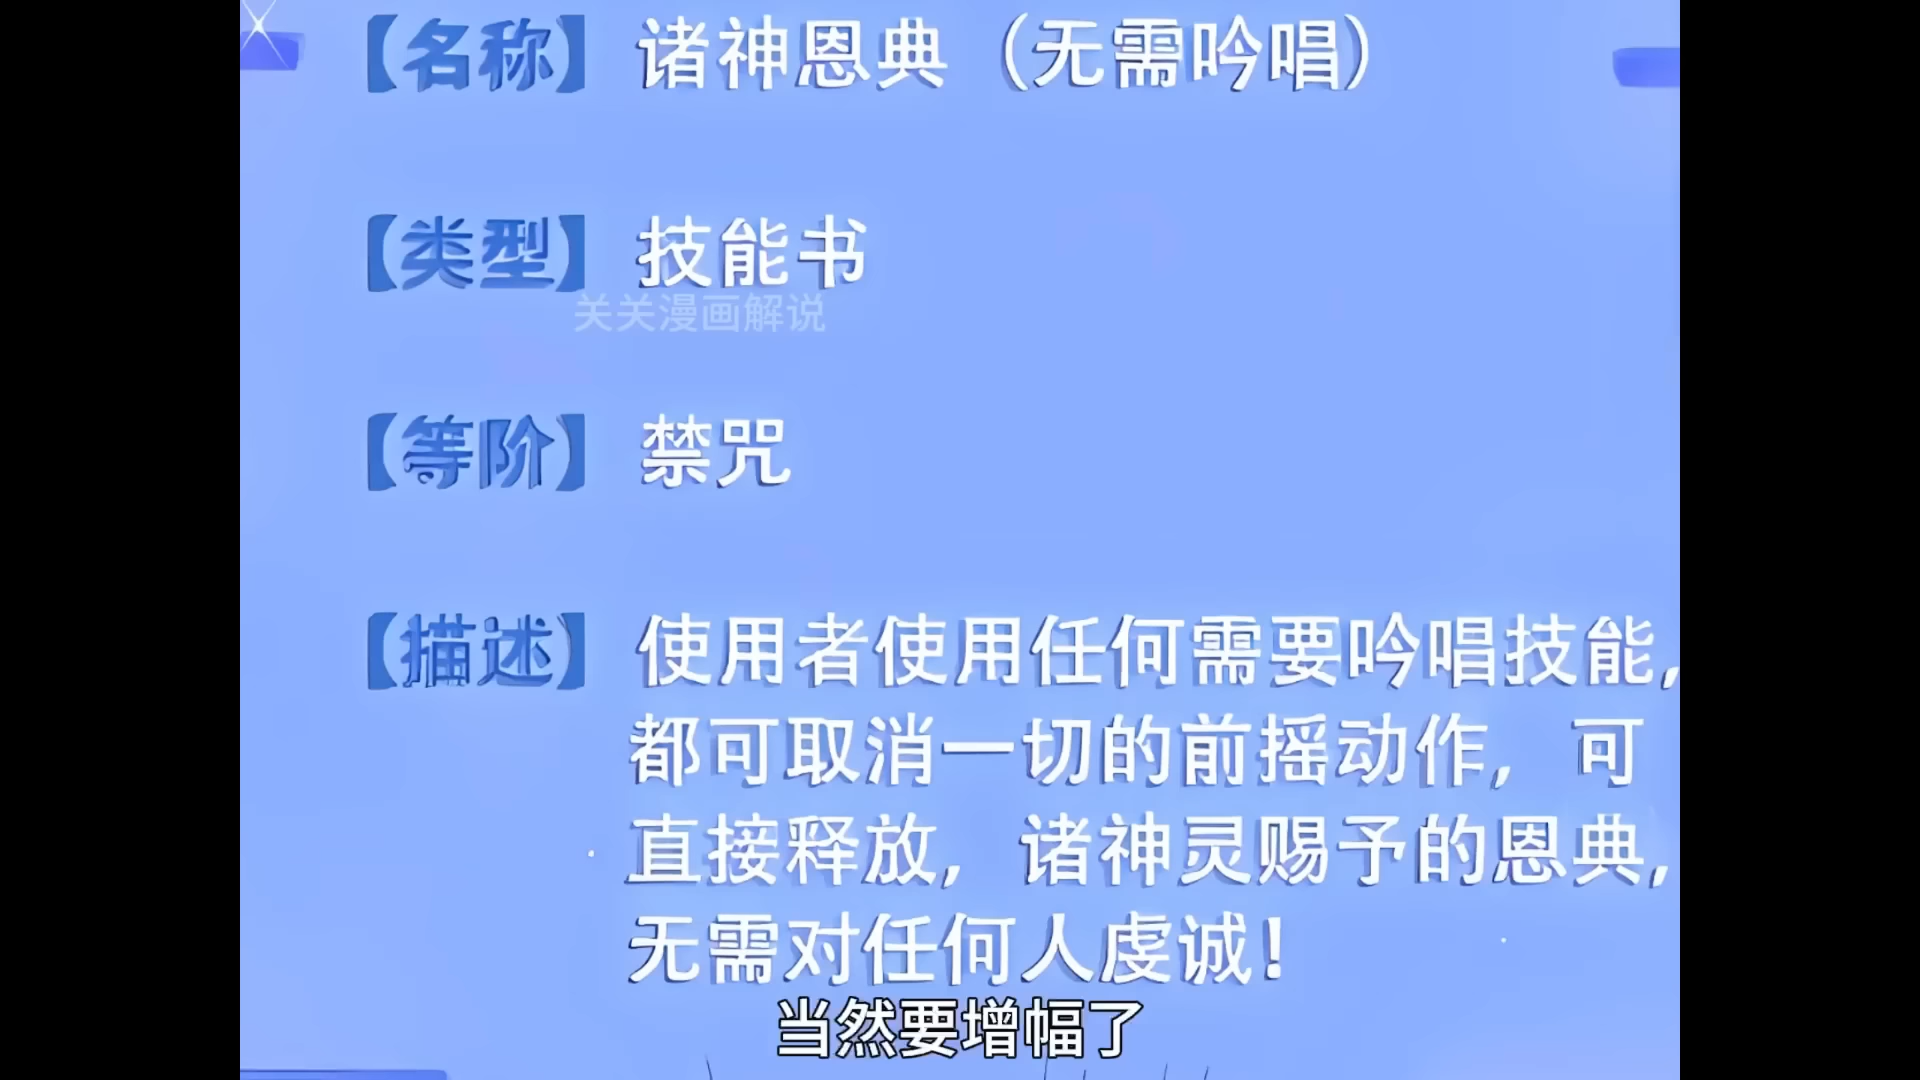 【名称】 诸神恩典（无需吟唱）
【类型】 技能书
关关漫画解说
【等阶】 禁咒
【描述】 使用者使用任何需要吟唱技能,
都可取消一切的前摇动作, 可
直接释放, 诸神灵赐予的恩典,
无需对任何人虔诚!
当然要增幅了